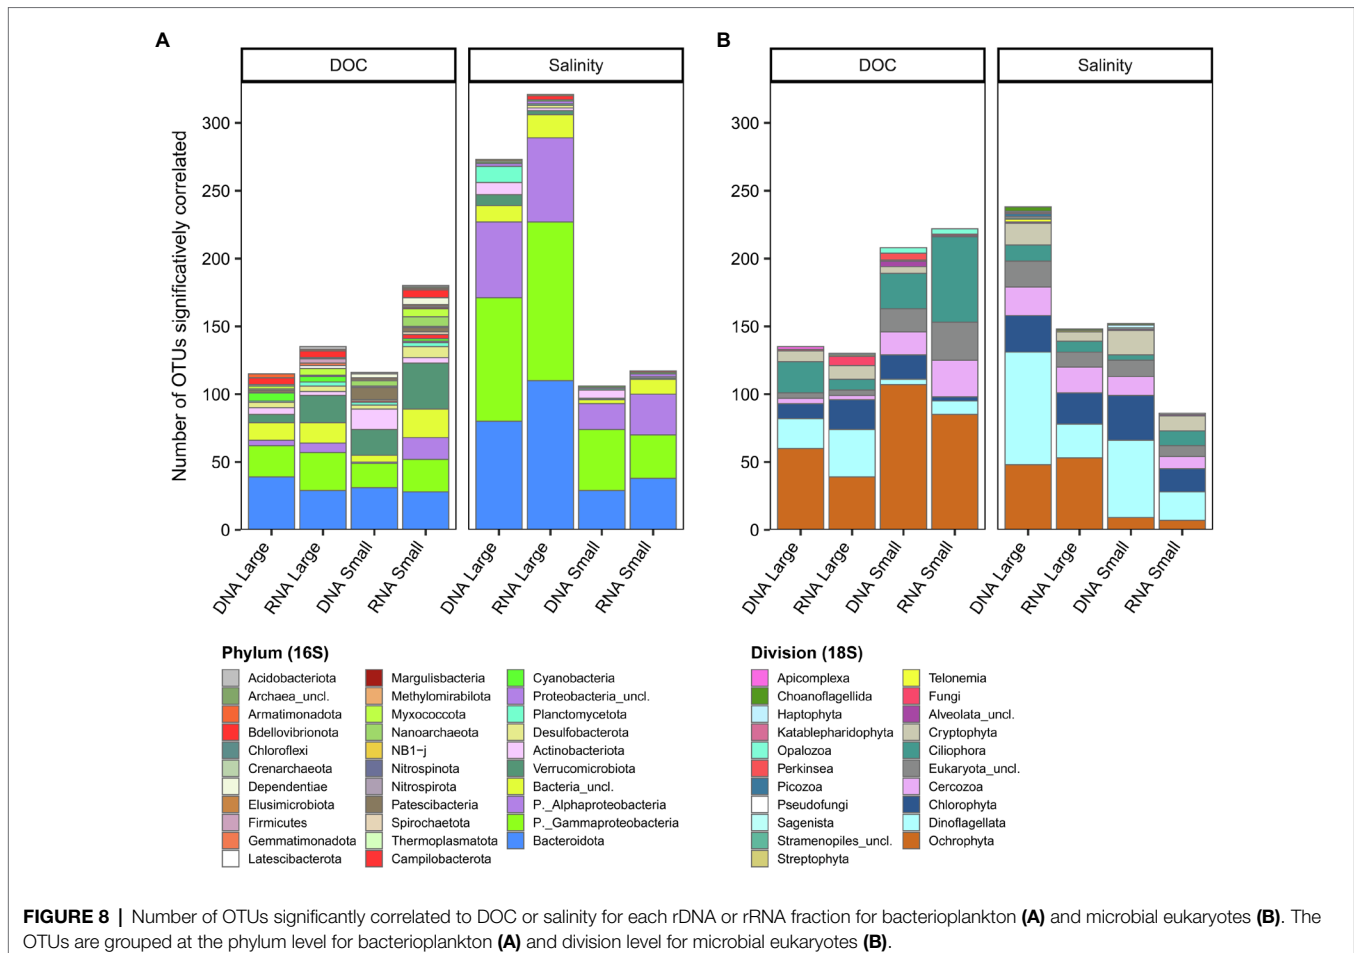 A
B
DOC
Salinity
DOC
Salinity
Number of OTUs significatively correlated
300
250
200
150
100
50
0
300
250
200
150
100
50
0
DNA Large
RNA Large
DNA Small
RNA Small
DNA Large
RNA Large
DNA Small
RNA Small
DNA Large
RNA Large
DNA Small
RNA Small
DNA Large
RNA Large
DNA Small
RNA Small
Phylum (16S)
Acidobacteriota
Archaea_uncl.
Armatimonadota
Bdellovibrionota
Chloroflexi
Crenarchaeota
Dependentiae
Elusimicrobiota
Firmicutes
Gemmatimonadota
Latescibacterota
Margulisbacteria
Methylomirabilota
Myxococcota
Nanoarchaeota
NB1−j
Nitrospinota
Nitrospirota
Patescibacteria
Spirochaetota
Thermoplasmatota
Campilobacterota
Cyanobacteria
Proteobacteria_uncl.
Planctomycetota
Desulfobacterota
Actinobacteriota
Verrucomicrobiota
Bacteria_uncl.
P._Alphaproteobacteria
P._Gammaproteobacteria
Bacteroidota
Division (18S)
Apicomplexa
Choanoflagellida
Haptophyta
Katablepharidophyta
Opalozoa
Perkinsea
Picozoa
Pseudofungi
Sagenista
Stramenopiles_uncl.
Streptophyta
Telonemia
Fungi
Alveolata_uncl.
Cryptophyta
Ciliophora
Eukaryota_uncl.
Cercozoa
Chlorophyta
Dinoflagellata
Ochrophyta
FIGURE 8 | Number of OTUs significantly correlated to DOC or salinity for each rDNA or rRNA fraction for bacterioplankton (A) and microbial eukaryotes (B). The
OTUs are grouped at the phylum level for bacterioplankton (A) and division level for microbial eukaryotes (B).